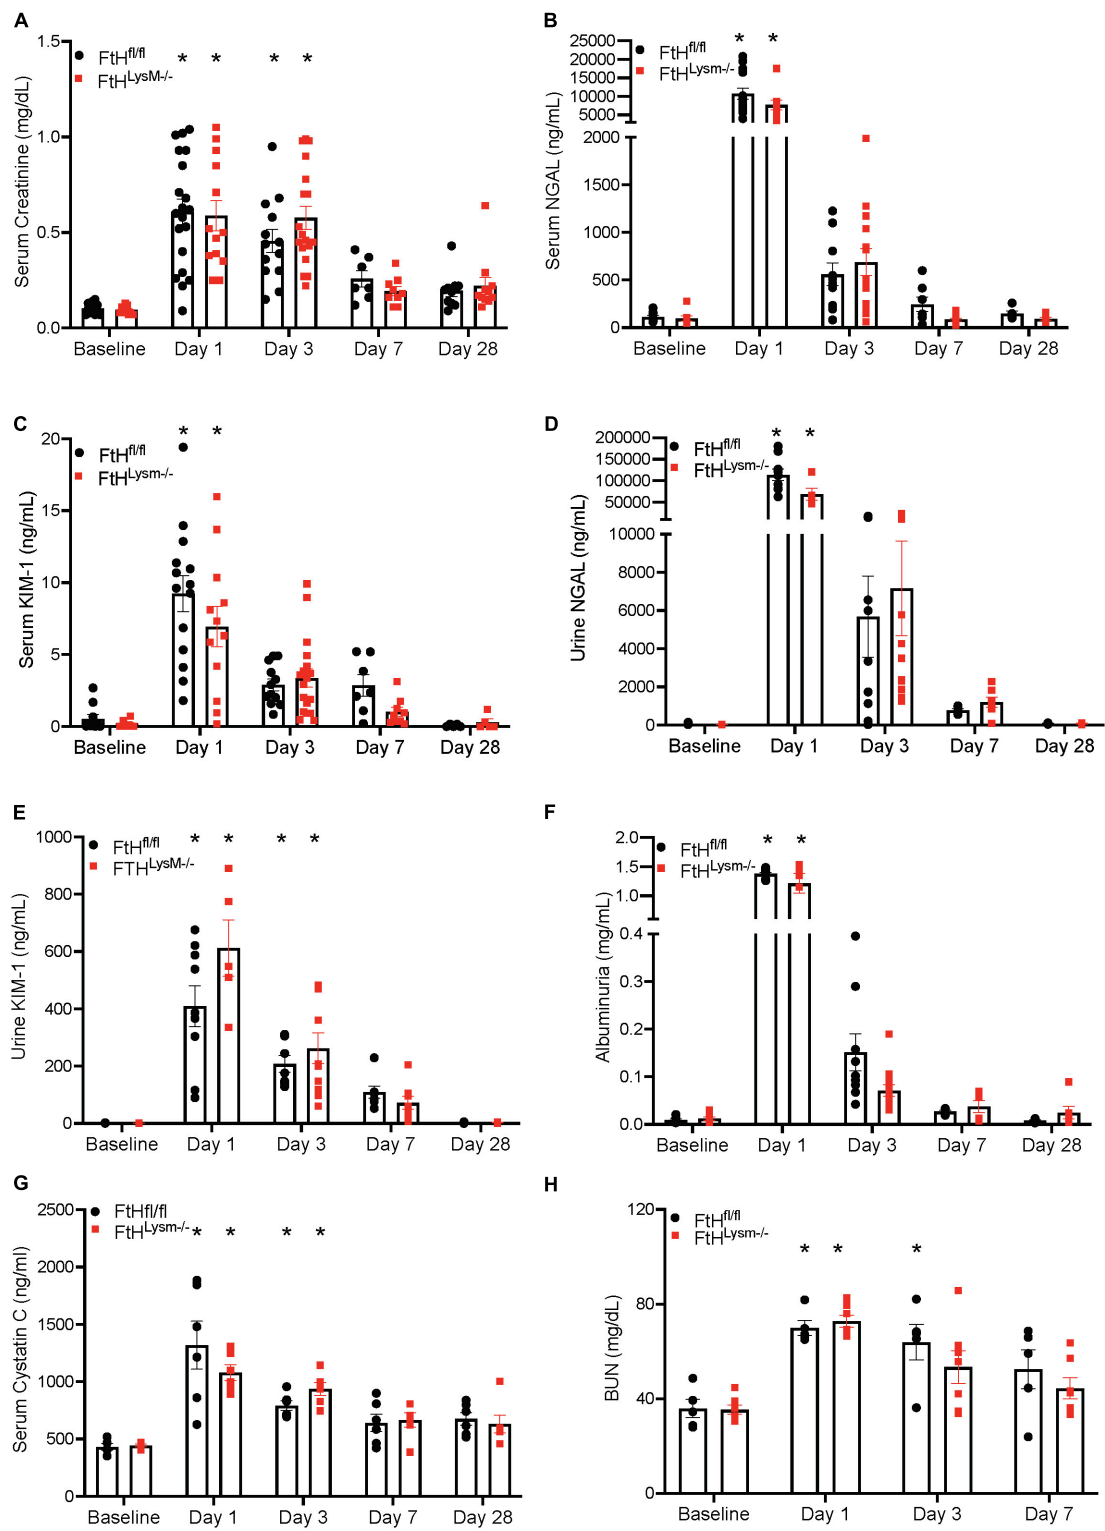 A
Serum Creatinine (mg/dL)
1.5
1.0
0.5
0.0
FtHfl/fl
FtHLysM-/-
* * * *
Baseline Day 1 Day 3 Day 7 Day 28
B
Serum NGAL (ng/mL)
25000
20000
15000
10000
5000
2000
1500
1000
500
0
FtHfl/fl
FtHLysm-/-
* *
Baseline Day 1 Day 3 Day 7 Day 28
C
Serum KIM-1 (ng/mL)
20
15
10
5
0
FtHfl/fl
FtHLysm-/-
* *
Baseline Day 1 Day 3 Day 7 Day 28
D
Urine NGAL (ng/mL)
200000
150000
100000
50000
10000
8000
6000
4000
2000
0
FtHfl/fl
FtHLysm-/-
* *
Baseline Day 1 Day 3 Day 7 Day 28
E
Urine KIM-1 (ng/mL)
1000
800
600
400
200
0
FtHfl/fl
FTHLysM-/-
* * * *
Baseline Day 1 Day 3 Day 7 Day 28
F
Albuminuria (mg/mL)
2.0
1.5
1.0
0.4
0.3
0.2
0.1
0.0
FtHfl/fl
FtHLysm-/-
* *
Baseline Day 1 Day 3 Day 7 Day 28
G
Serum Cystatin C (ng/ml)
2500
2000
1500
1000
500
0
FtHfl/fl
FtHLysm-/-
* * * *
Baseline Day 1 Day 3 Day 7 Day 28
H
BUN (mg/dL)
120
80
40
0
FtHfl/fl
FtHLysm-/-
* * *
Baseline Day 1 Day 3 Day 7